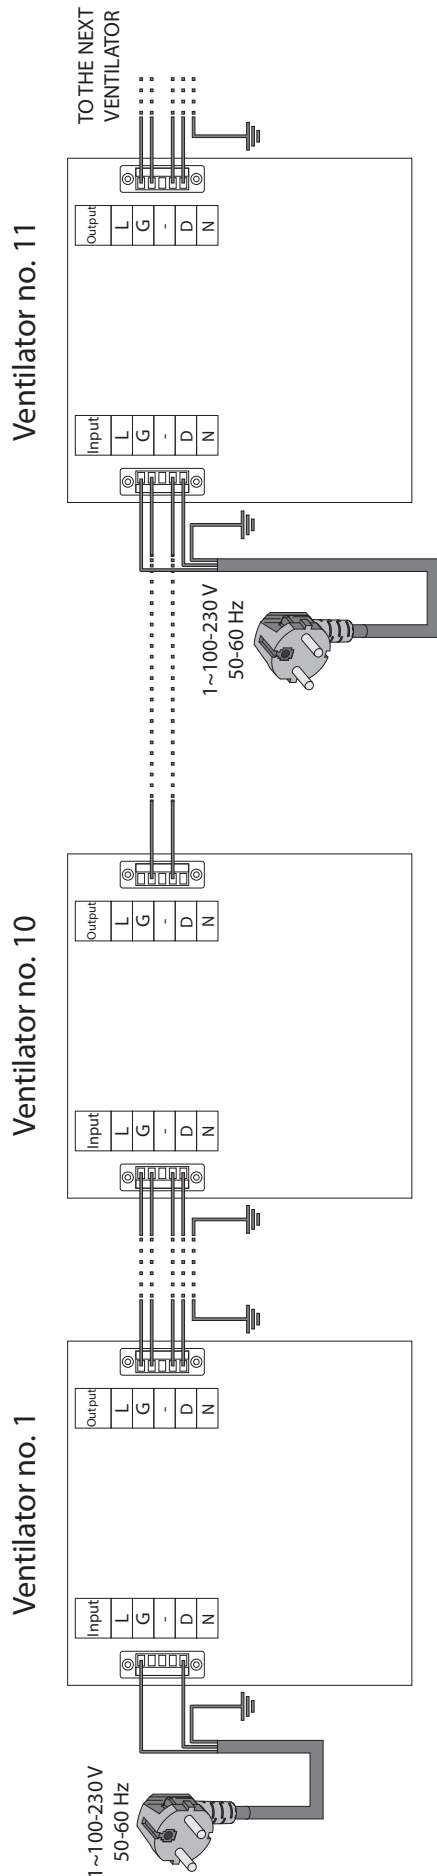 Ventilator no. 1
1~100-230 V
50-60 Hz
Input
L
G
-
D
N
Output
L
G
-
D
N
Ventilator no. 10
Input
L
G
-
D
N
Output
L
G
-
D
N
Ventilator no. 11
1~100-230 V
50-60 Hz
Input
L
G
-
D
N
Output
L
G
-
D
N
TO THE NEXT
VENTILATOR